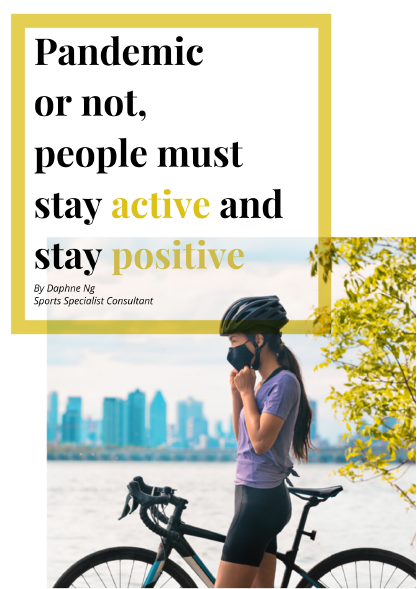 Pandemic
or not,
people must
stay active and
stay positive
By Daphne Ng
Sports Specialist Consultant